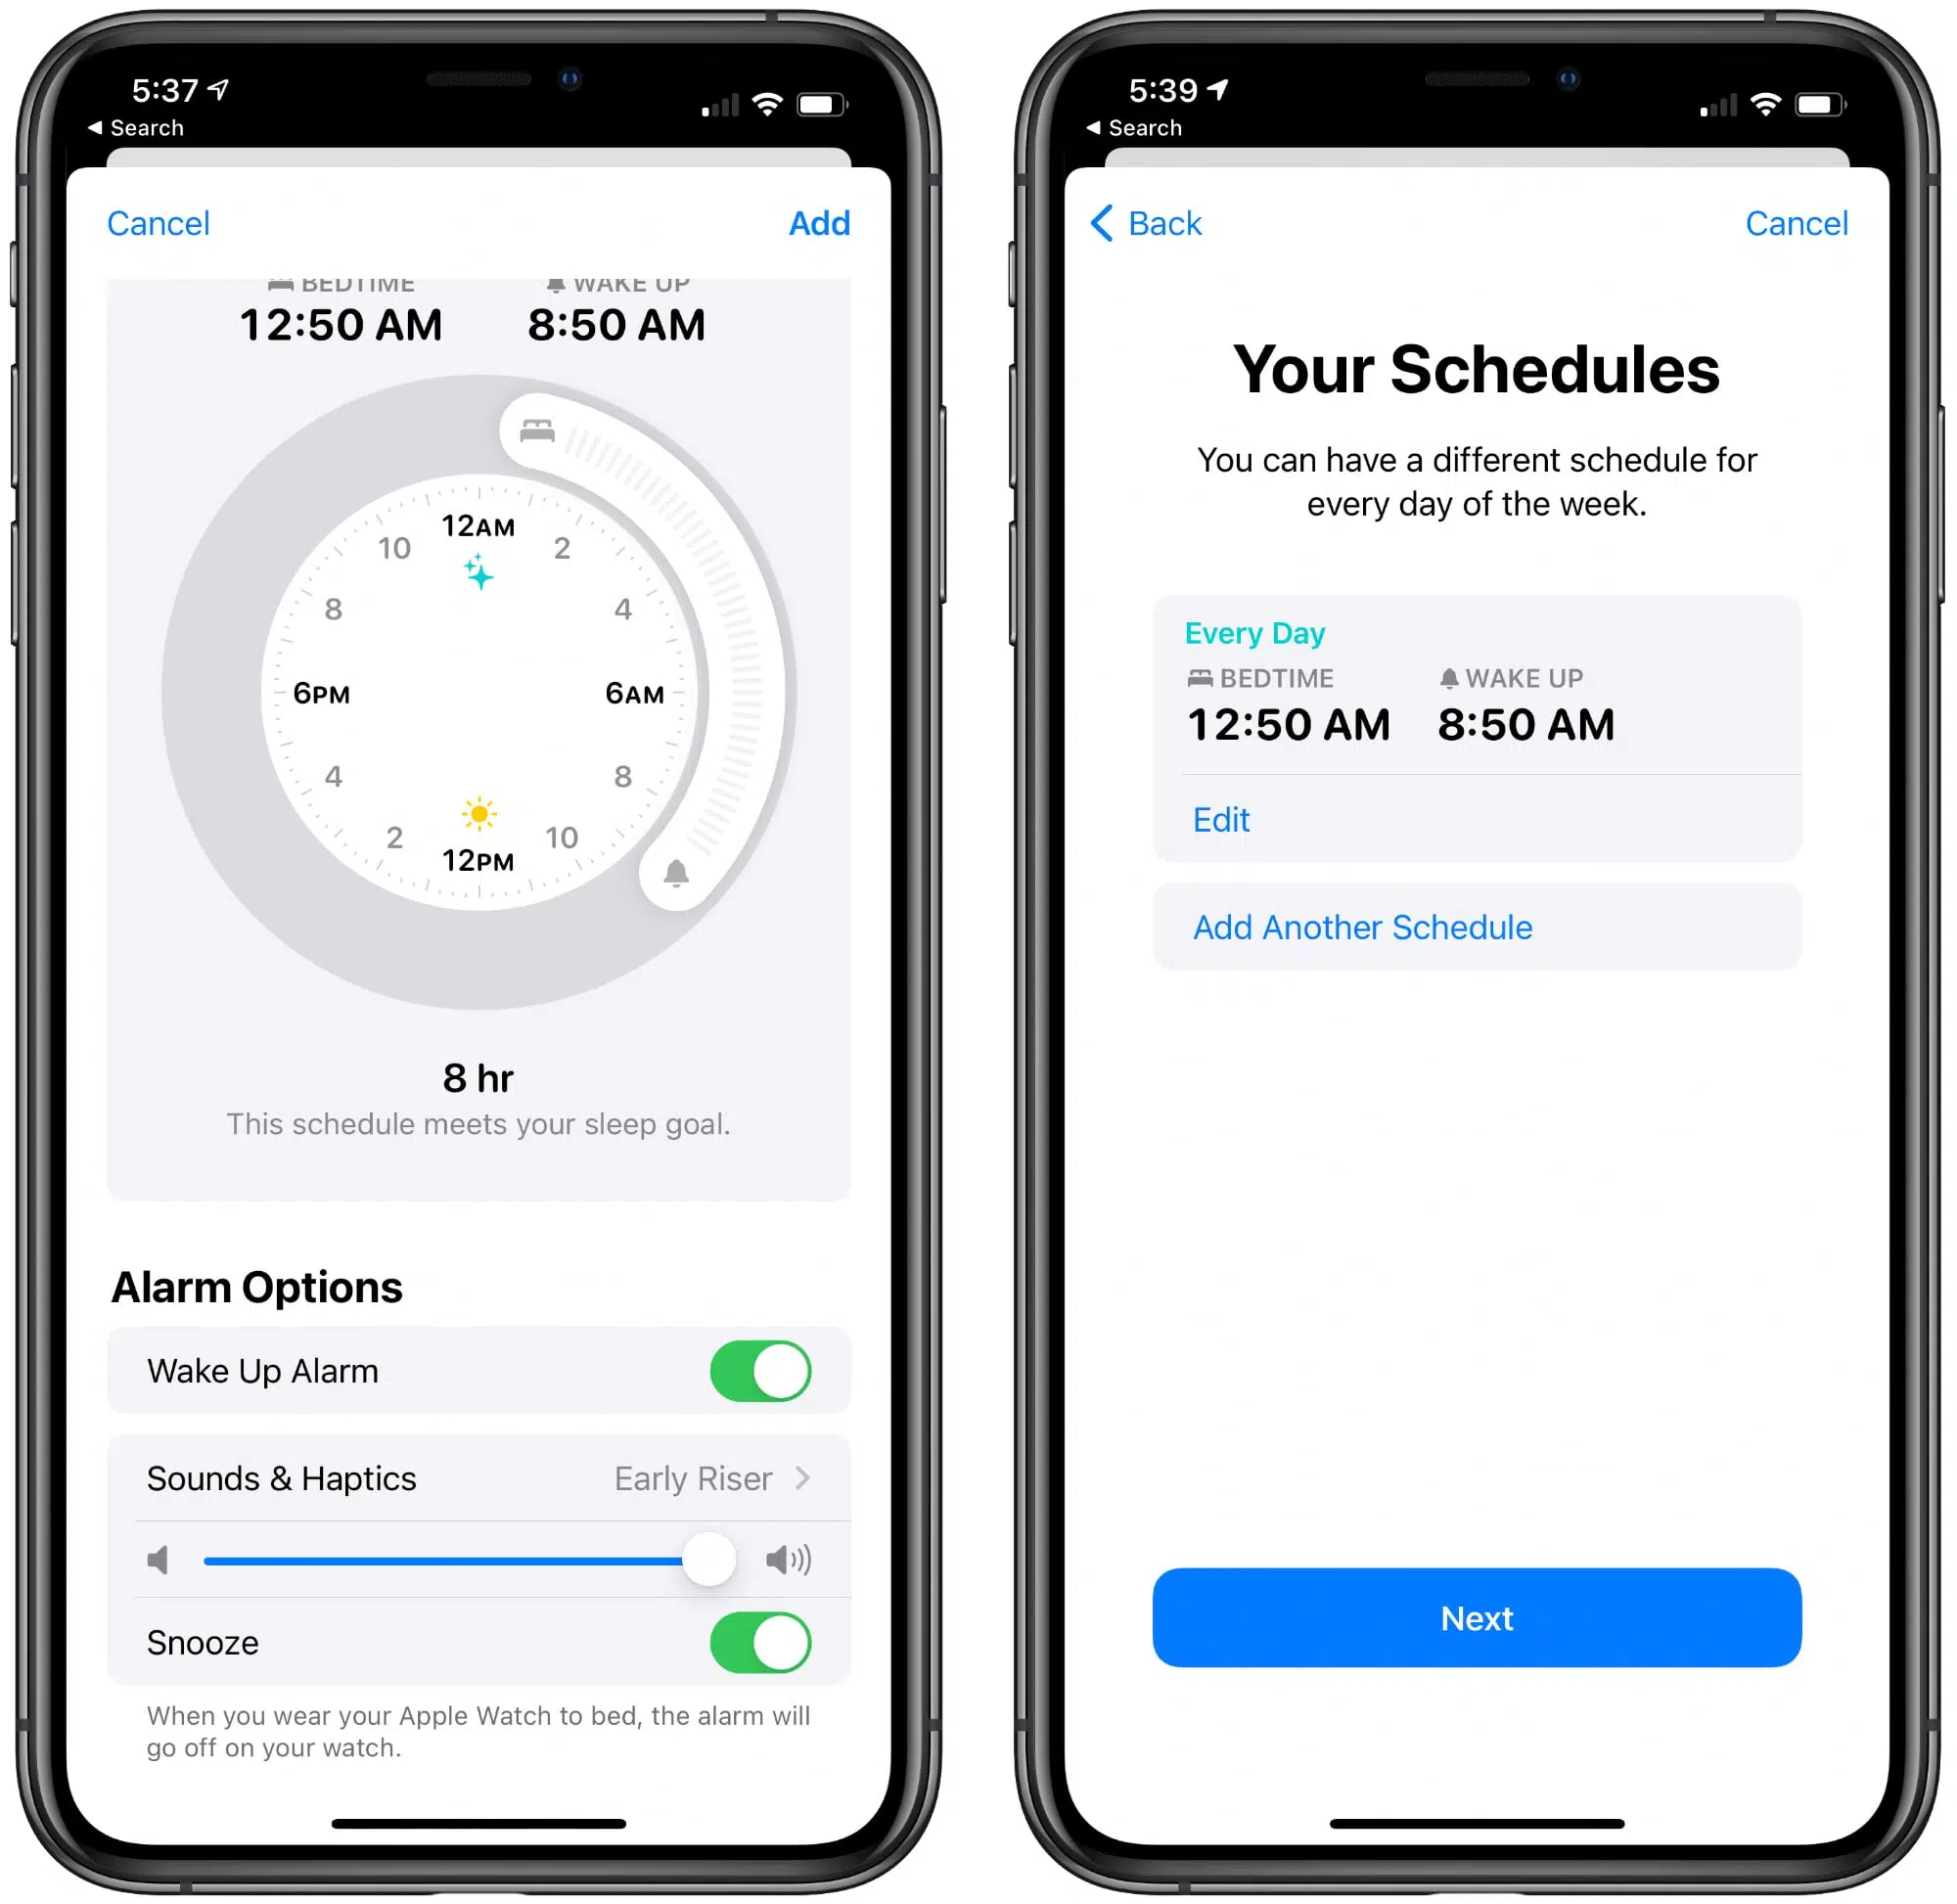 5:37
◀ Search
Cancel
Add
BEDTIME
WAKE UP
12:50 AM
8:50 AM
12AM
2
4
6AM
8
10
12PM
2
4
6PM
8
10
8 hr
This schedule meets your sleep goal.
Alarm Options
Wake Up Alarm
Sounds & Haptics
Early Riser
Snooze
When you wear your Apple Watch to bed, the alarm will
go off on your watch.
5:39
◀ Search
Back
Cancel
Your Schedules
You can have a different schedule for
every day of the week.
Every Day
BEDTIME
WAKE UP
12:50 AM
8:50 AM
Edit
Add Another Schedule
Next